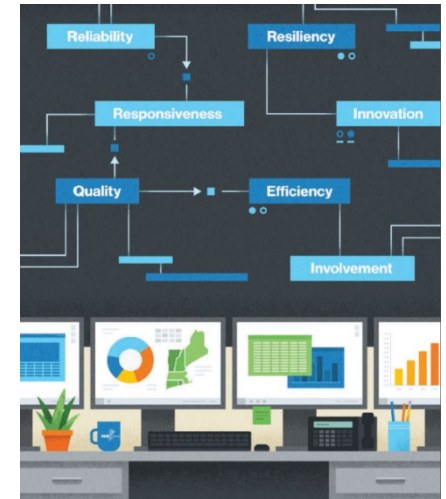 Reliability
Resiliency
Responsiveness
Innovation
Quality
Efficiency
Involvement